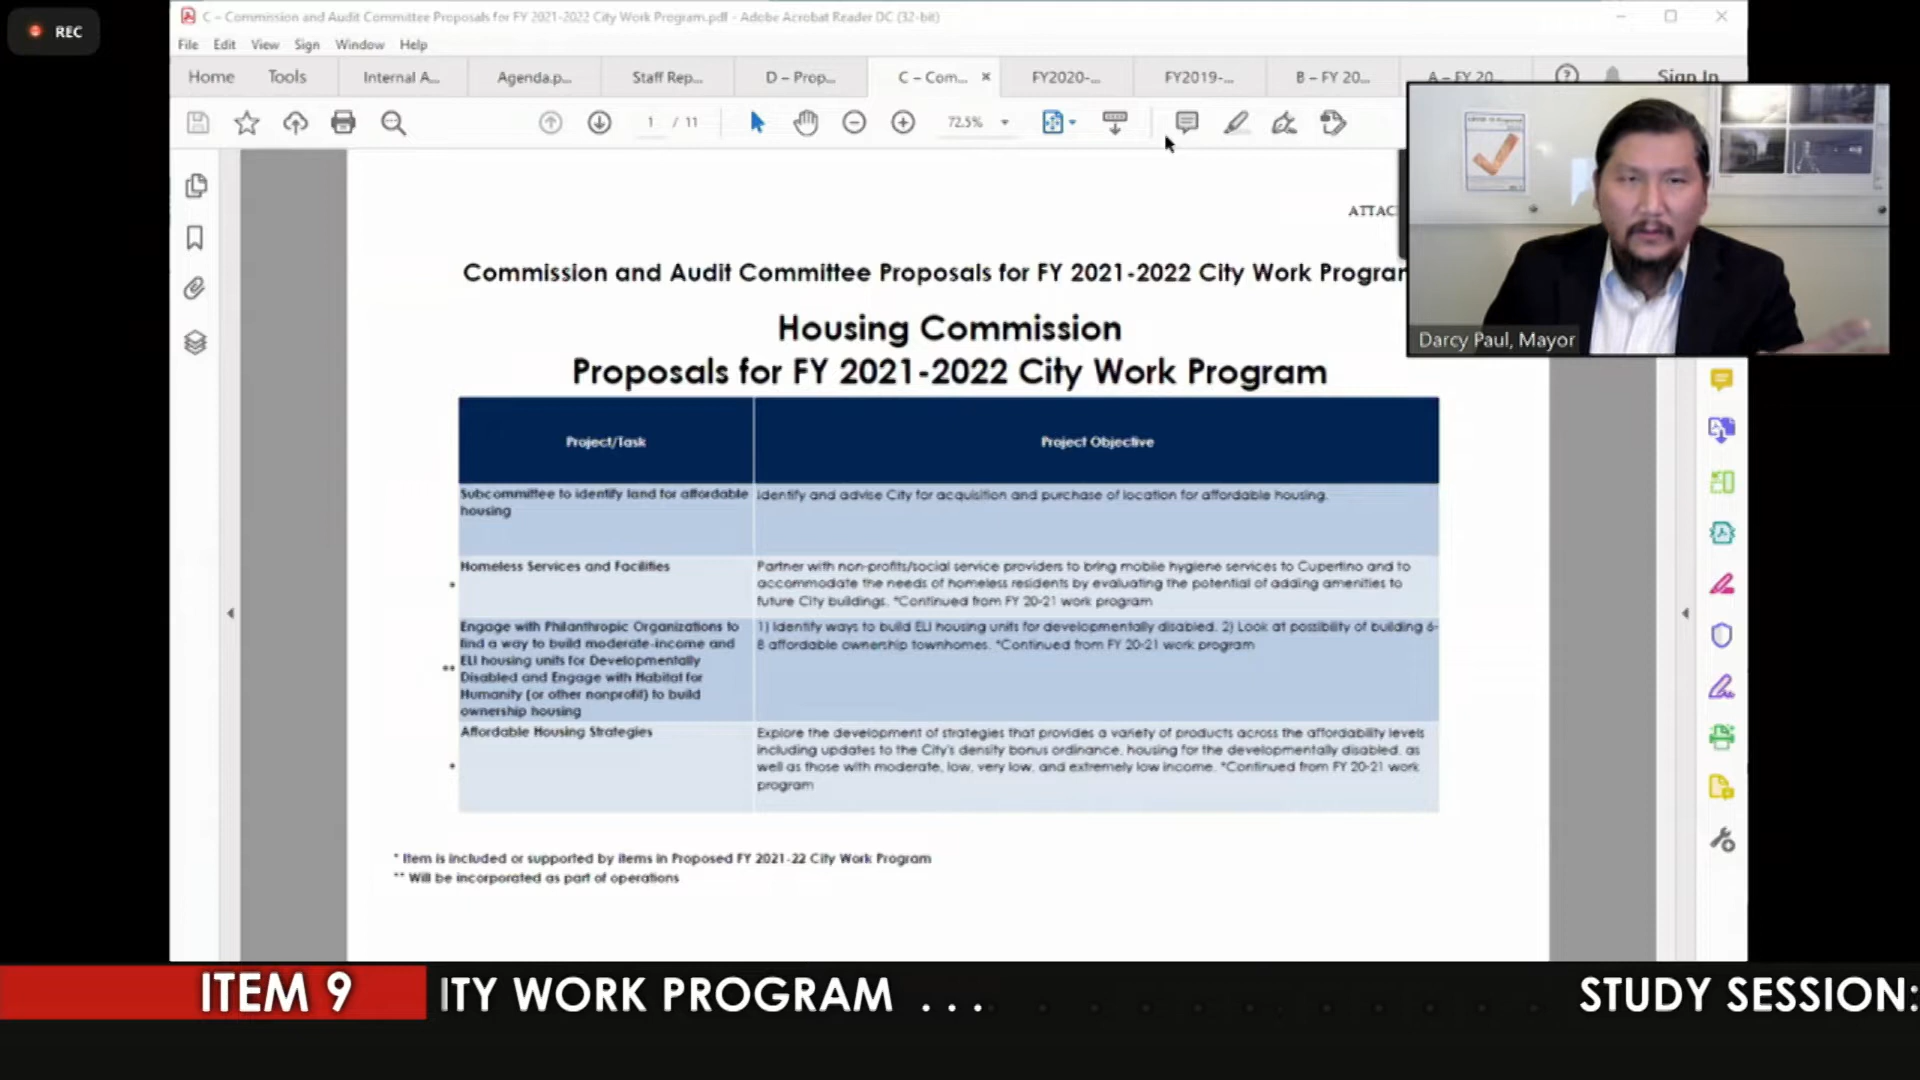 REC
C – Commission and Audit Committee Proposals for FY 2021-2022 City Work Program.pdf - Adobe Acrobat Reader DC (32-bit)
File Edit View Sign Window Help
Home Tools Internal A... Agenda.p... Staff Rep... D – Prop... C – Com... FY2020-... FY2019-... B – FY 20... A – FY 20... Sign In
1 / 11 72.5%
ATTAC
Commission and Audit Committee Proposals for FY 2021-2022 City Work Program
Darcy Paul, Mayor
Housing Commission
Proposals for FY 2021-2022 City Work Program
Project/Task Project Objective
Subcommittee to identify land for affordable
housing
Identify and advise City for acquisition and purchase of location for affordable housing.
*
Homeless Services and Facilities
Partner with non-profits/social service providers to bring mobile hygiene services to Cupertino and to
accommodate the needs of homeless residents by evaluating the potential of adding amenities to
future City buildings. *Continued from FY 20-21 work program
**
Engage with Philanthropic Organizations to
find a way to build moderate-income and
ELI housing units for Developmentally
Disabled and Engage with Habitat for
Humanity (or other nonprofit) to build
ownership housing
1) Identify ways to build ELI housing units for developmentally disabled. 2) Look at possibility of building 6-
8 affordable ownership townhomes. *Continued from FY 20-21 work program
*
Affordable Housing Strategies
Explore the development of strategies that provides a variety of products across the affordability levels
including updates to the City's density bonus ordinance, housing for the developmentally disabled, as
well as those with moderate, low, very low, and extremely low income. *Continued from FY 20-21 work
program
* Item is included or supported by items in Proposed FY 2021-22 City Work Program
** Will be incorporated as part of operations
ITEM 9 ITY WORK PROGRAM ... STUDY SESSION: